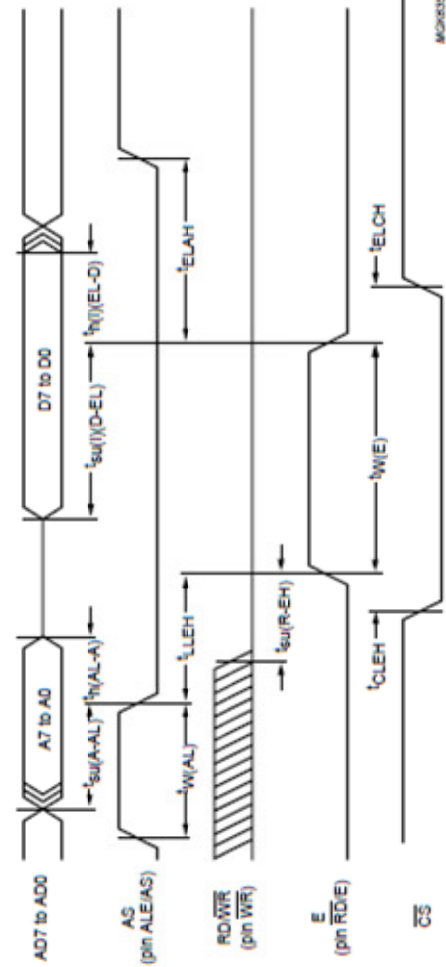 AD7 to AD0
A7 to A0
D7 to D0
tsu(A-AL)
th(AL-A)
tsu(I)(D-EL)
th(I)(EL-D)
AS
(pin ALE/AS)
tW(AL)
tLLEH
tELAH
RD/WR
(pin WR)
tsu(R-EH)
E
(pin RD/E)
tW(E)
CS
tCLEH
tELCH